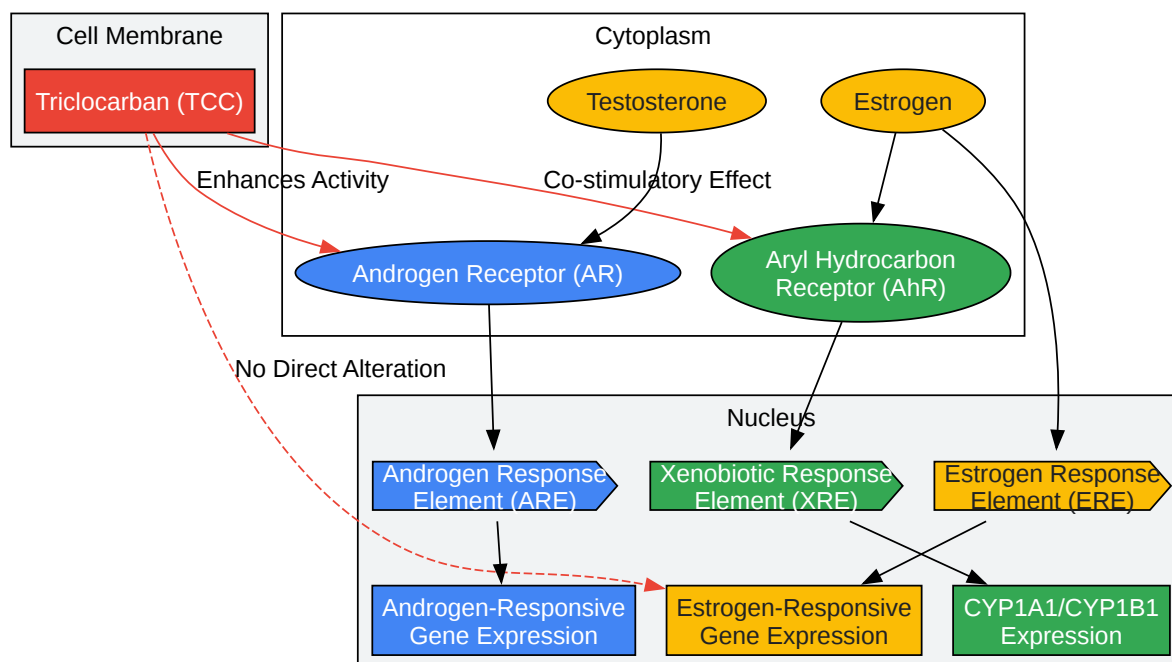 Cell Membrane
Cytoplasm
Triclocarban (TCC)
Testosterone
Estrogen
Enhances Activity
Co-stimulatory Effect
Androgen Receptor (AR)
Aryl Hydrocarbon
Receptor (AhR)
No Direct Alteration
Nucleus
Androgen Response
Element (ARE)
Xenobiotic Response
Element (XRE)
Estrogen Response
Element (ERE)
Androgen-Responsive
Gene Expression
Estrogen-Responsive
Gene Expression
CYP1A1/CYP1B1
Expression